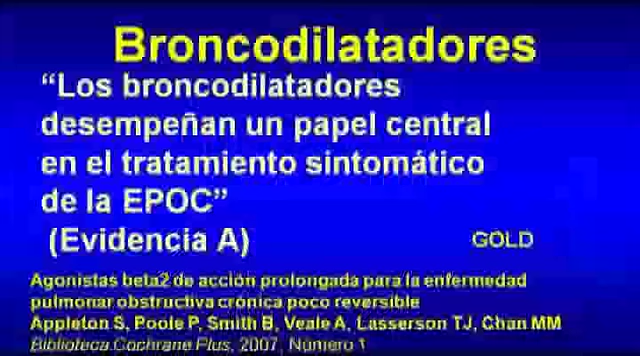 Broncodilatadores
“Los broncodilatadores
desempeñan un papel central
en el tratamiento sintomático
de la EPOC”
(Evidencia A)
GOLD
Agonistas beta2 de acción prolongada para la enfermedad
pulmonar obstructiva crónica poco reversible
Appleton S, Poole P, Smith B, Veale A, Lasserson TJ, Chan MM
Biblioteca Cochrane Plus, 2007, Número 1